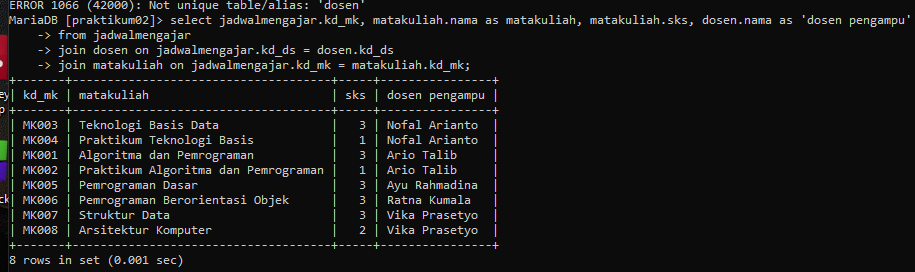 ERROR 1066 (42000): Not unique table/alias: 'dosen'
MariaDB [praktikum02]> select jadwalmengajar.kd_mk, matakuliah.nama as matakuliah, matakuliah.sks, dosen.nama as 'dosen pengampu'
    -> from jadwalmengajar
    -> join dosen on jadwalmengajar.kd_ds = dosen.kd_ds
    -> join matakuliah on jadwalmengajar.kd_mk = matakuliah.kd_mk;
+-------+----------------------------------+-----+----------------+
| kd_mk | matakuliah                       | sks | dosen pengampu |
+-------+----------------------------------+-----+----------------+
| MK003 | Teknologi Basis Data             |   3 | Nofal Arianto  |
| MK004 | Praktikum Teknologi Basis        |   1 | Nofal Arianto  |
| MK001 | Algoritma dan Pemrograman        |   3 | Ario Talib     |
| MK002 | Praktikum Algoritma dan Pemrograman |   1 | Ario Talib     |
| MK005 | Pemrograman Dasar                |   3 | Ayu Rahmadina  |
| MK006 | Pemrograman Berorientasi Objek   |   3 | Ratna Kumala   |
| MK007 | Struktur Data                    |   3 | Vika Prasetyo  |
| MK008 | Arsitektur Komputer              |   2 | Vika Prasetyo  |
+-------+----------------------------------+-----+----------------+
8 rows in set (0.001 sec)